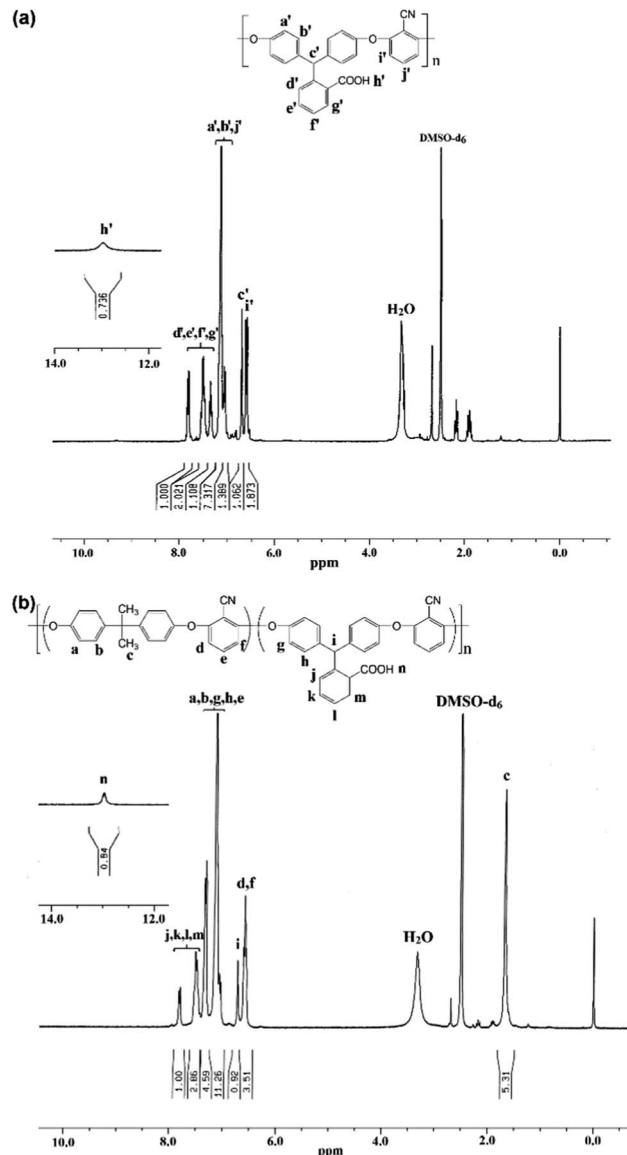 (a)
CN
O
O
n
a'
b'
c'
i'
j'
d'
COOH h'
e'
g'
f'
a',b',j'
DMSO-d6
h'
c'
i'
H2O
0.736
d',e',f',g'
14.0 12.0
1.000
2.021
1.108
7.317
1.389
1.062
1.873
10.0 8.0 6.0 4.0 2.0 0.0
ppm
(b)
CN
CN
CH3
O
O
O
O
n
CH3
a b c
d e f
g h i
COOH n
j
k m
l
a,b,g,h,e
DMSO-d6
n
c
0.84
d,f
14.0 12.0
j,k,l,m
i
H2O
1.00
2.86
4.59
11.26
0.92
3.51
5.31
10.0 8.0 6.0 4.0 2.0 0.0
ppm